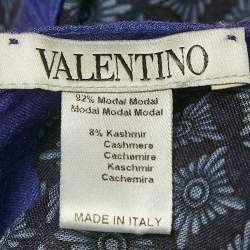 VALENTINO
92% Modal Modal
Modal Modal Modal
8% Kashmir
Cashmere
Cachemire
Kaschmir
Cachemira
MADE IN ITALY